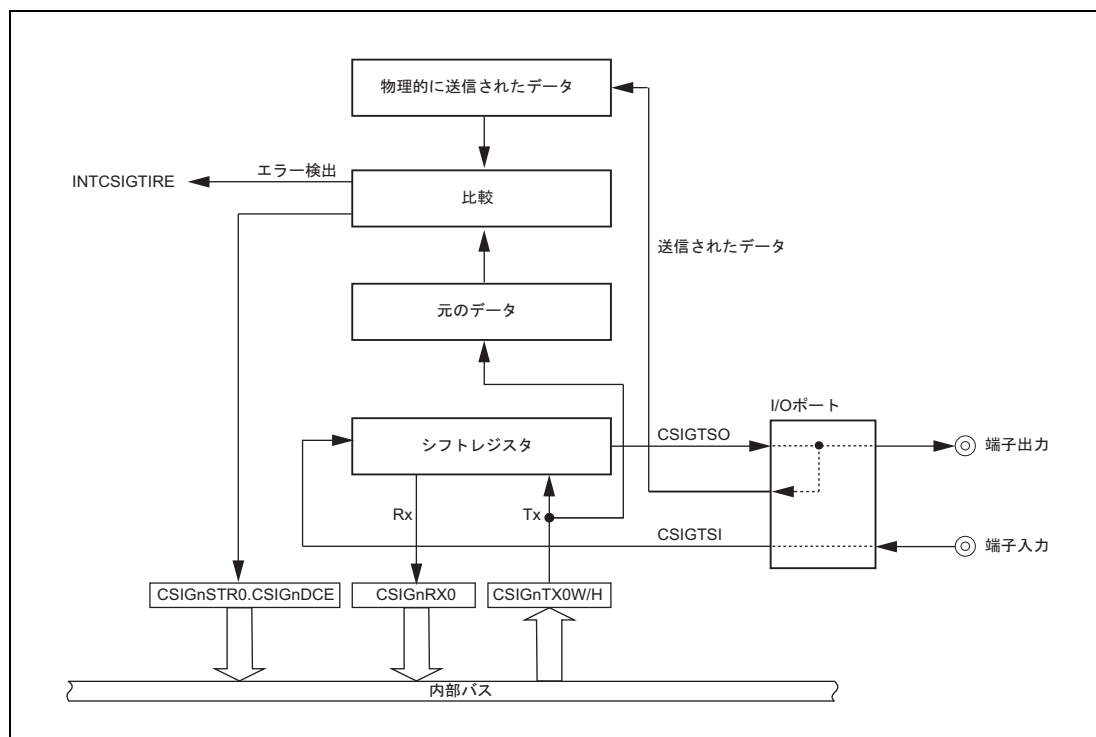 物理的に送信されたデータ
エラー検出
INTCSIGTIRE
比較
送信されたデータ
元のデータ
I/Oポート
シフトレジスタ
CSIGTSO
端子出力
Rx
Tx
CSIGTSI
端子入力
CSIGnSTR0.CSIGnDCE
CSIGnRX0
CSIGnTX0W/H
内部バス